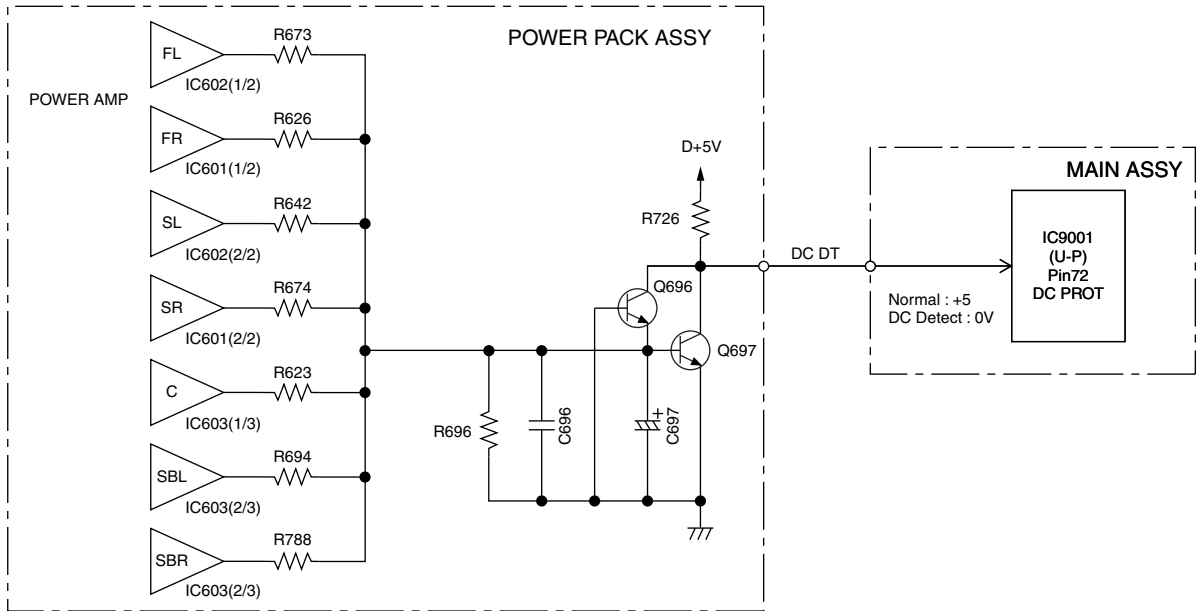 POWER PACK ASSY
POWER AMP
FL
R673
IC602(1/2)
FR
R626
IC601(1/2)
SL
R642
IC602(2/2)
SR
R674
IC601(2/2)
C
R623
IC603(1/3)
SBL
R694
IC603(2/3)
SBR
R788
IC603(2/3)
D+5V
R726
Q696
Q697
R696
C696
+
C697
DC DT
MAIN ASSY
IC9001
(U-P)
Pin72
DC PROT
Normal : +5
DC Detect : 0V